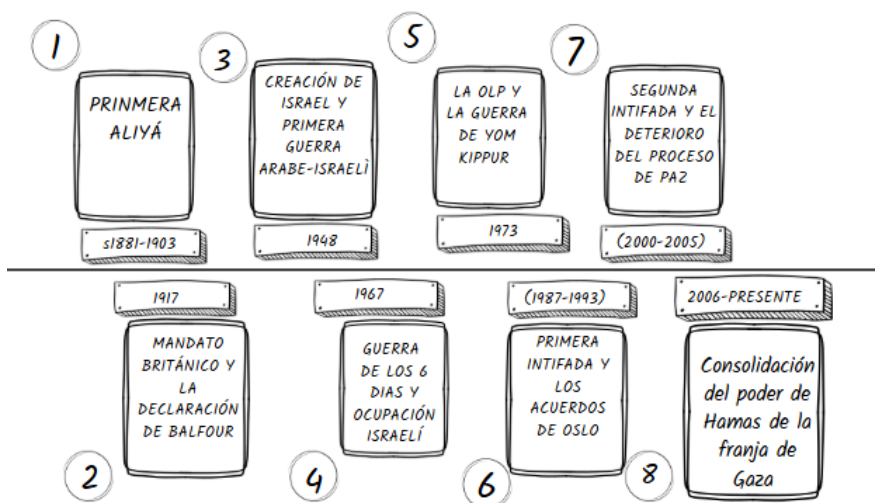 1
PRINMERA
ALIYÁ
s1881-1903
2
1917
MANDATO
BRITÁNICO Y
LA
DECLARACIÓN
DE BALFOUR
3
CREACIÓN DE
ISRAEL Y
PRIMERA
GUERRA
ARABE-ISRAELÌ
1948
4
1967
GUERRA
DE LOS 6
DIAS Y
OCUPACIÓN
ISRAELÍ
5
LA OLP Y
LA GUERRA
DE YOM
KIPPUR
1973
6
(1987-1993)
PRIMERA
INTIFADA Y
LOS
ACUERDOS
DE OSLO
7
SEGUNDA
INTIFADA Y EL
DETERIORO
DEL PROCESO
DE PAZ
(2000-2005)
8
2006-PRESENTE
Consolidación
del poder de
Hamas de la
franja de
Gaza